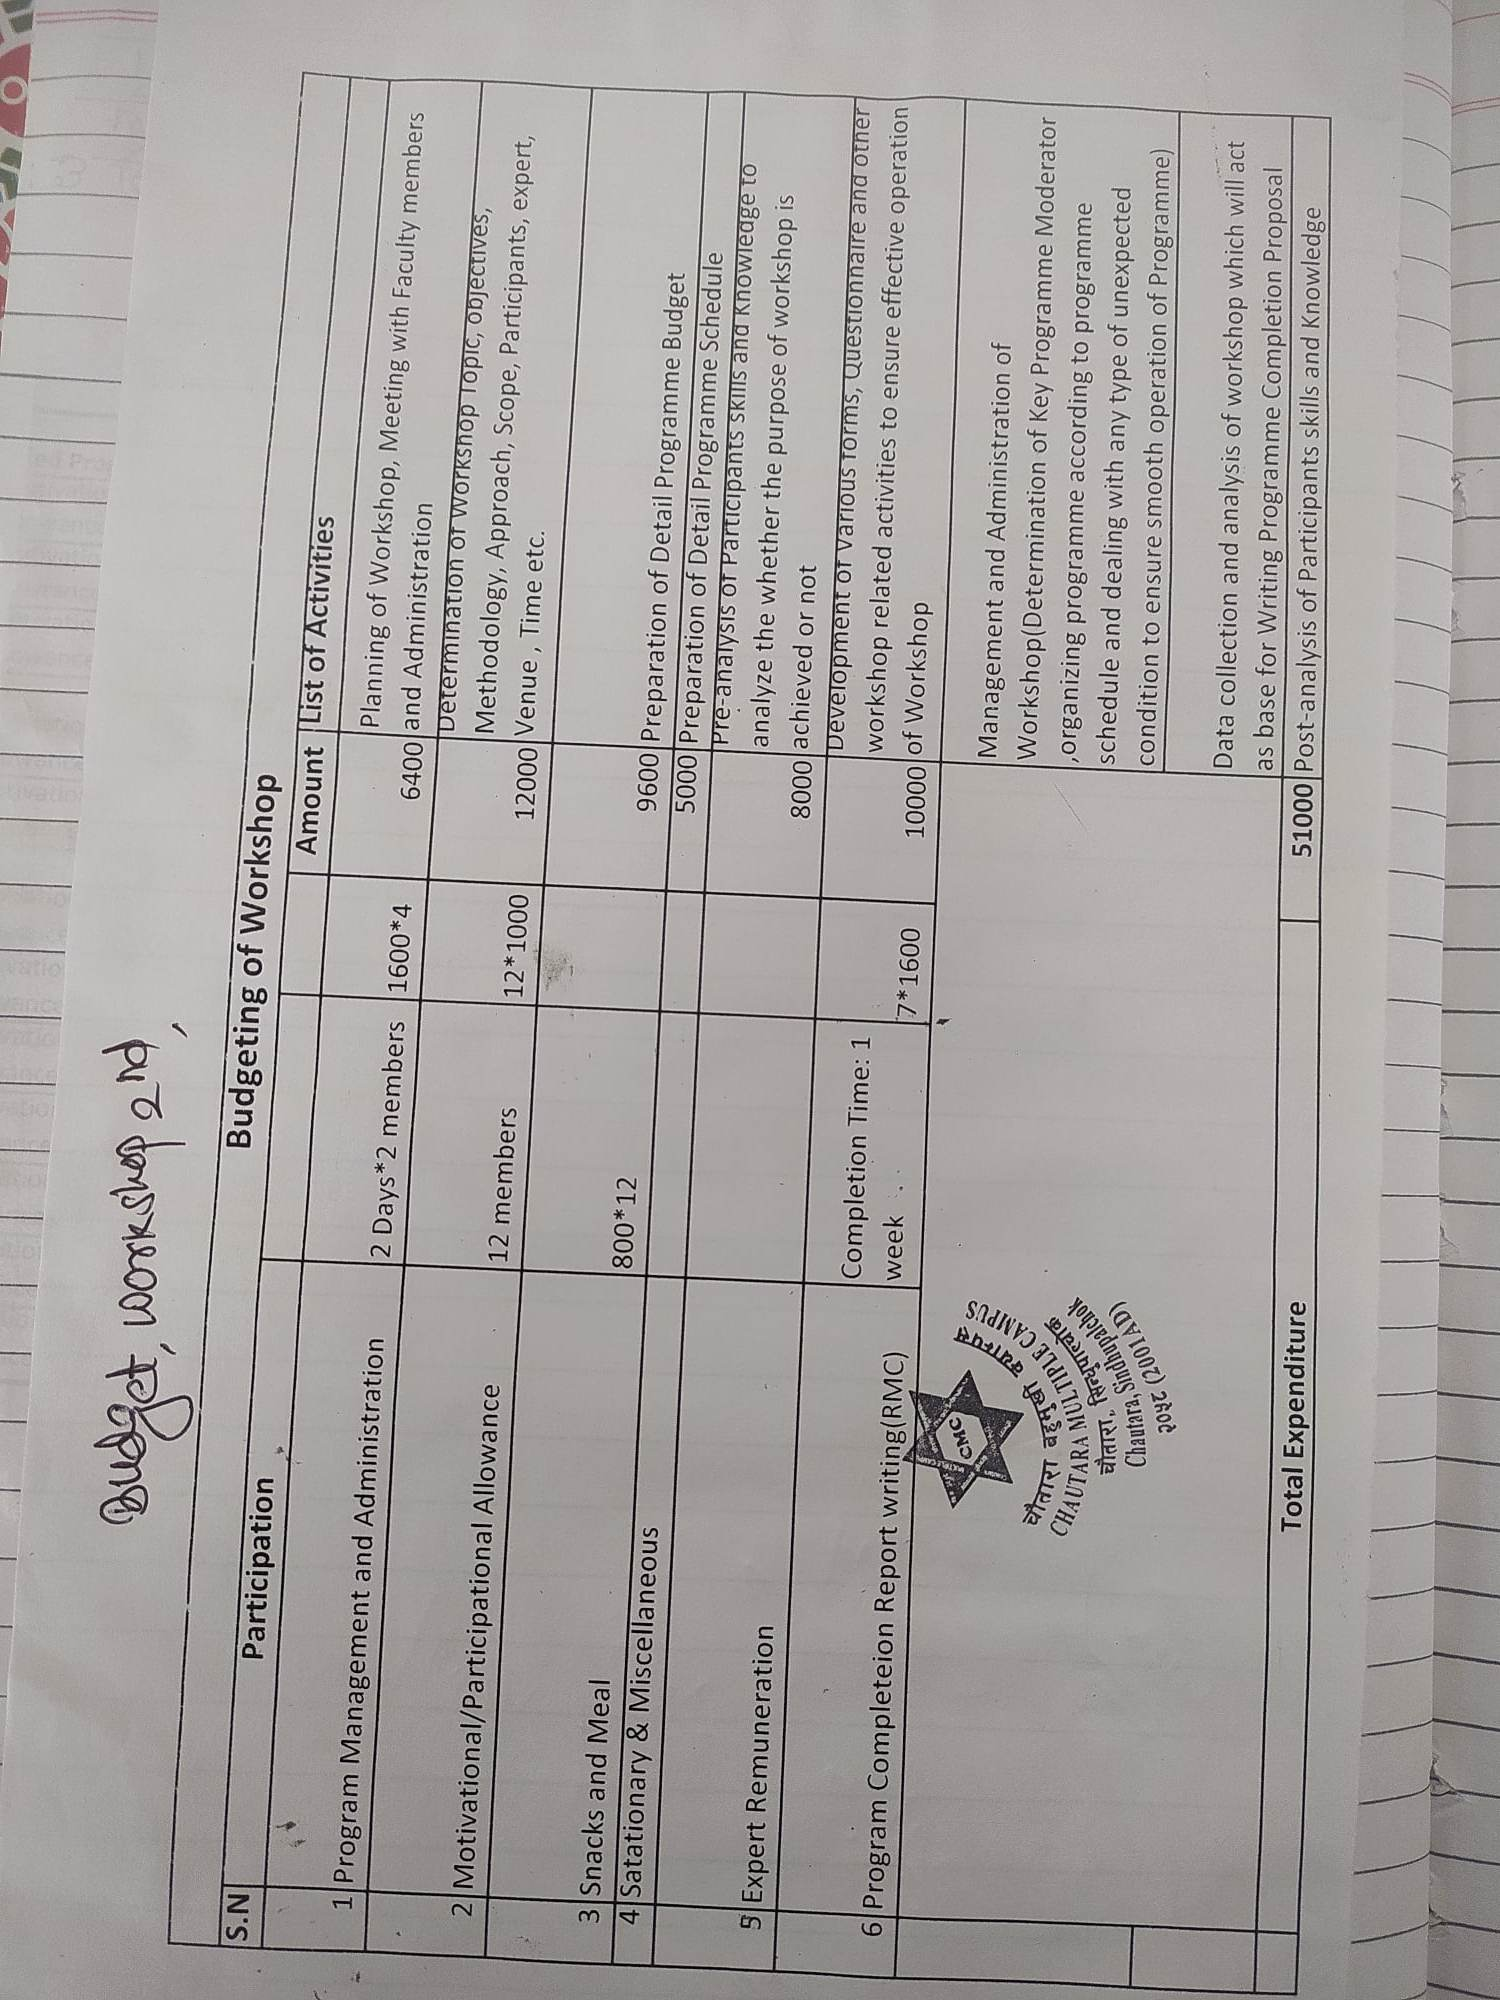 Budget, workshop 2nd,
Budgeting of Workshop
S.N Participation Amount List of Activities
Planning of Workshop, Meeting with Faculty members
1 Program Management and Administration 2 Days*2 members 1600*4 6400 and Administration
Determination of Workshop Topic, objectives,
Methodology, Approach, Scope, Participants, expert,
2 Motivational/Participational Allowance 12 members 12*1000 12000 Venue , Time etc.
3 Snacks and Meal 800*12 9600 Preparation of Detail Programme Budget
4 Satationary & Miscellaneous 5000 Preparation of Detail Programme Schedule
Pre-analysis of Participants skills and Knowledge to
analyze the whether the purpose of workshop is
5 Expert Remuneration 8000 achieved or not
Development of various forms, Questionnaire and other
Completion Time: 1 workshop related activities to ensure effective operation
6 Program Completeion Report writing(RMC) week 7*1600 10000 of Workshop
Management and Administration of
Workshop(Determination of Key Programme Moderator
,organizing programme according to programme
schedule and dealing with any type of unexpected
condition to ensure smooth operation of Programme)
CMC
चौतारा बहुमुखी क्याम्पस
CHAUTARA MULTIPLE CAMPUS
चौतारा, सिन्धुपाल्चोक
Chautara, Sindhupalchok
२०५८ (2001AD)
Data collection and analysis of workshop which will act
as base for Writing Programme Completion Proposal
Total Expenditure 51000 Post-analysis of Participants skills and Knowledge